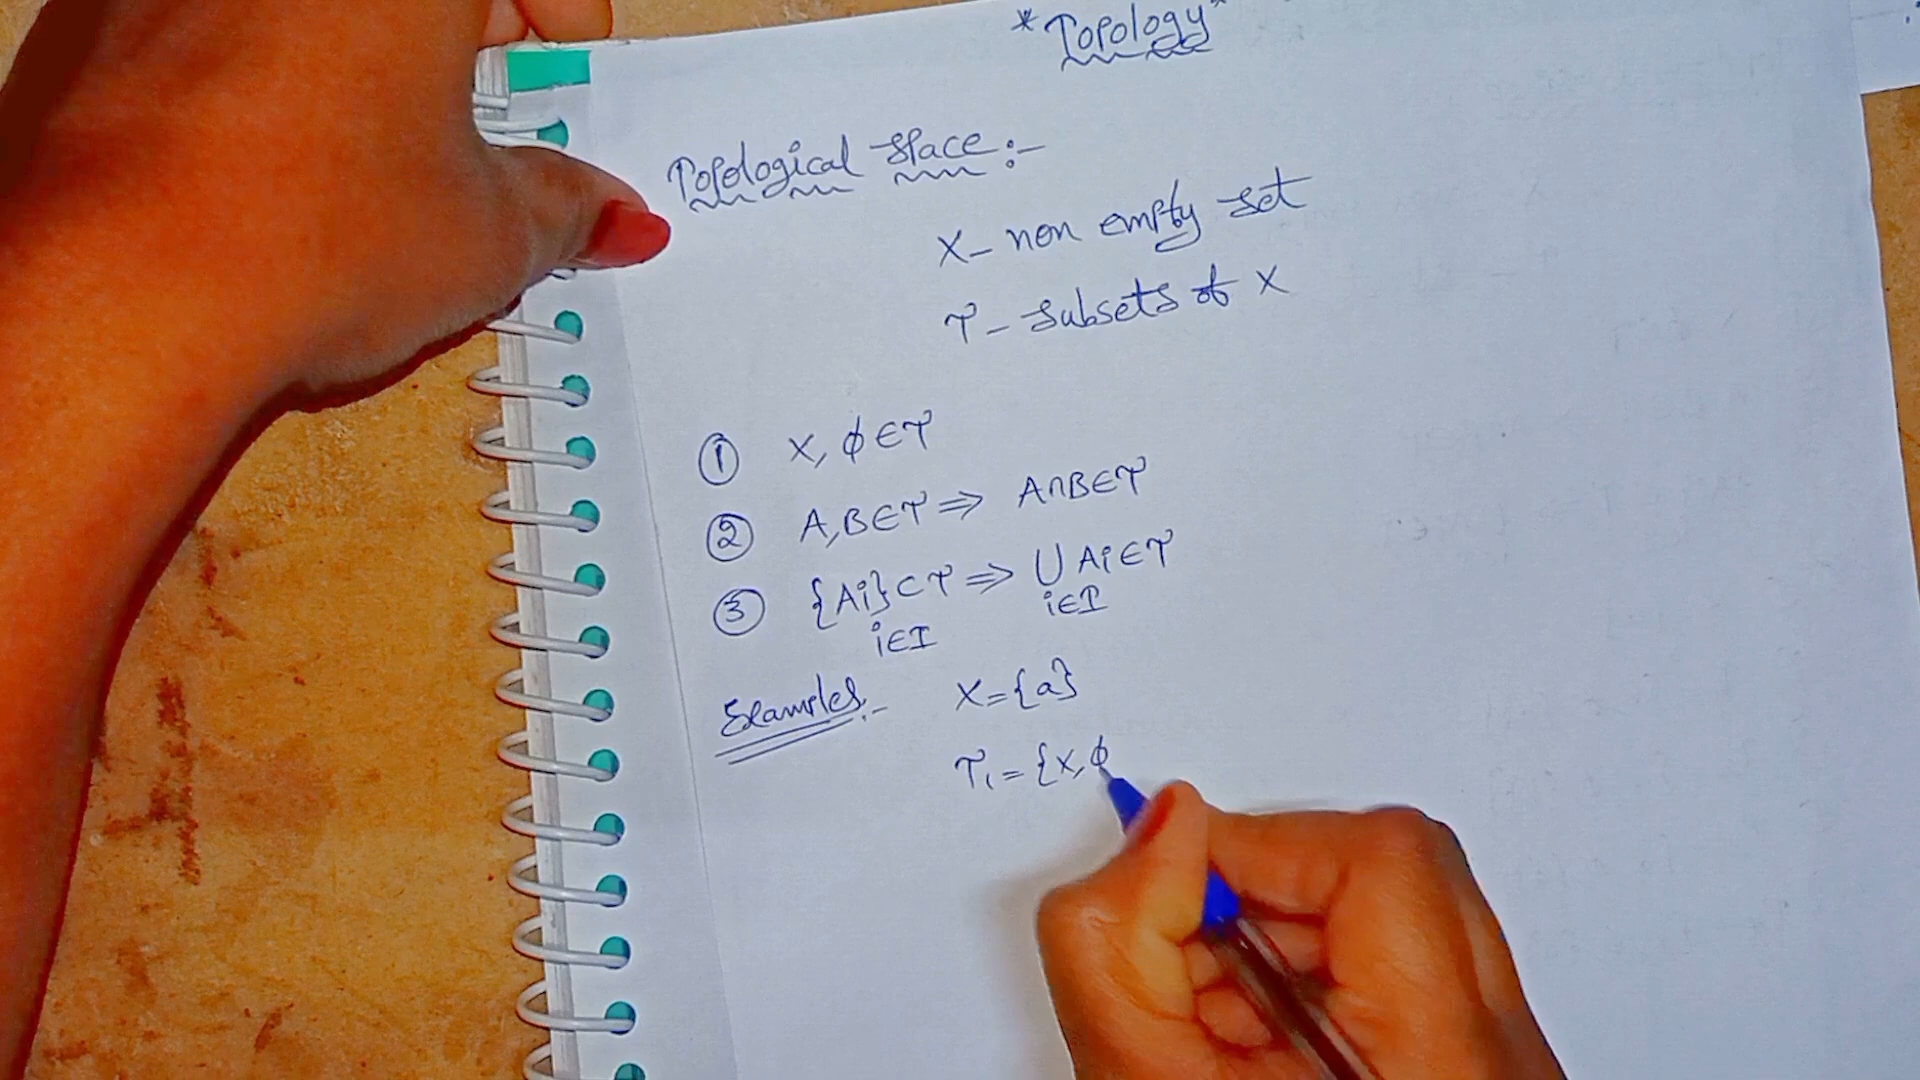 *Topology*
Topological space:-
X- non empty set
τ - subsets of X
① X, ϕ∈τ
② A,B∈τ ⇒ A∩B∈τ
③ {Ai}⊂τ ⇒ ⋃ Ai∈τ
i∈I i∈I
Examples:- X={a}
τ₁ = {X, ϕ